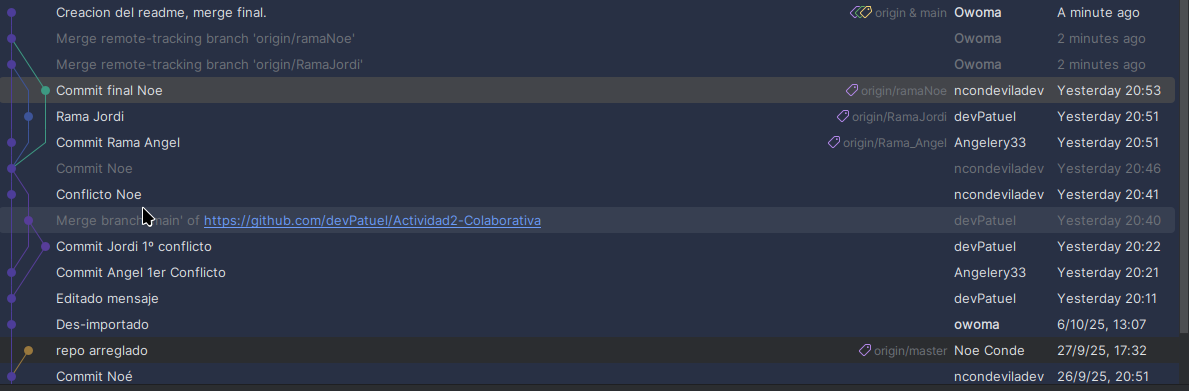 Creacion del readme, merge final. origin & main Owoma A minute ago
Merge remote-tracking branch 'origin/ramaNoe' Owoma 2 minutes ago
Merge remote-tracking branch 'origin/RamaJordi' Owoma 2 minutes ago
Commit final Noe origin/ramaNoe ncondeviladev Yesterday 20:53
Rama Jordi origin/RamaJordi devPatuel Yesterday 20:51
Commit Rama Angel origin/Rama_Angel Angelery33 Yesterday 20:51
Commit Noe ncondeviladev Yesterday 20:46
Conflicto Noe ncondeviladev Yesterday 20:41
Merge branch 'main' of https://github.com/devPatuel/Actividad2-Colaborativa devPatuel Yesterday 20:40
Commit Jordi 1º conflicto devPatuel Yesterday 20:22
Commit Angel 1er Conflicto Angelery33 Yesterday 20:21
Editado mensaje devPatuel Yesterday 20:11
Des-importado owoma 6/10/25, 13:07
repo arreglado origin/master Noe Conde 27/9/25, 17:32
Commit Noé ncondeviladev 26/9/25, 20:51